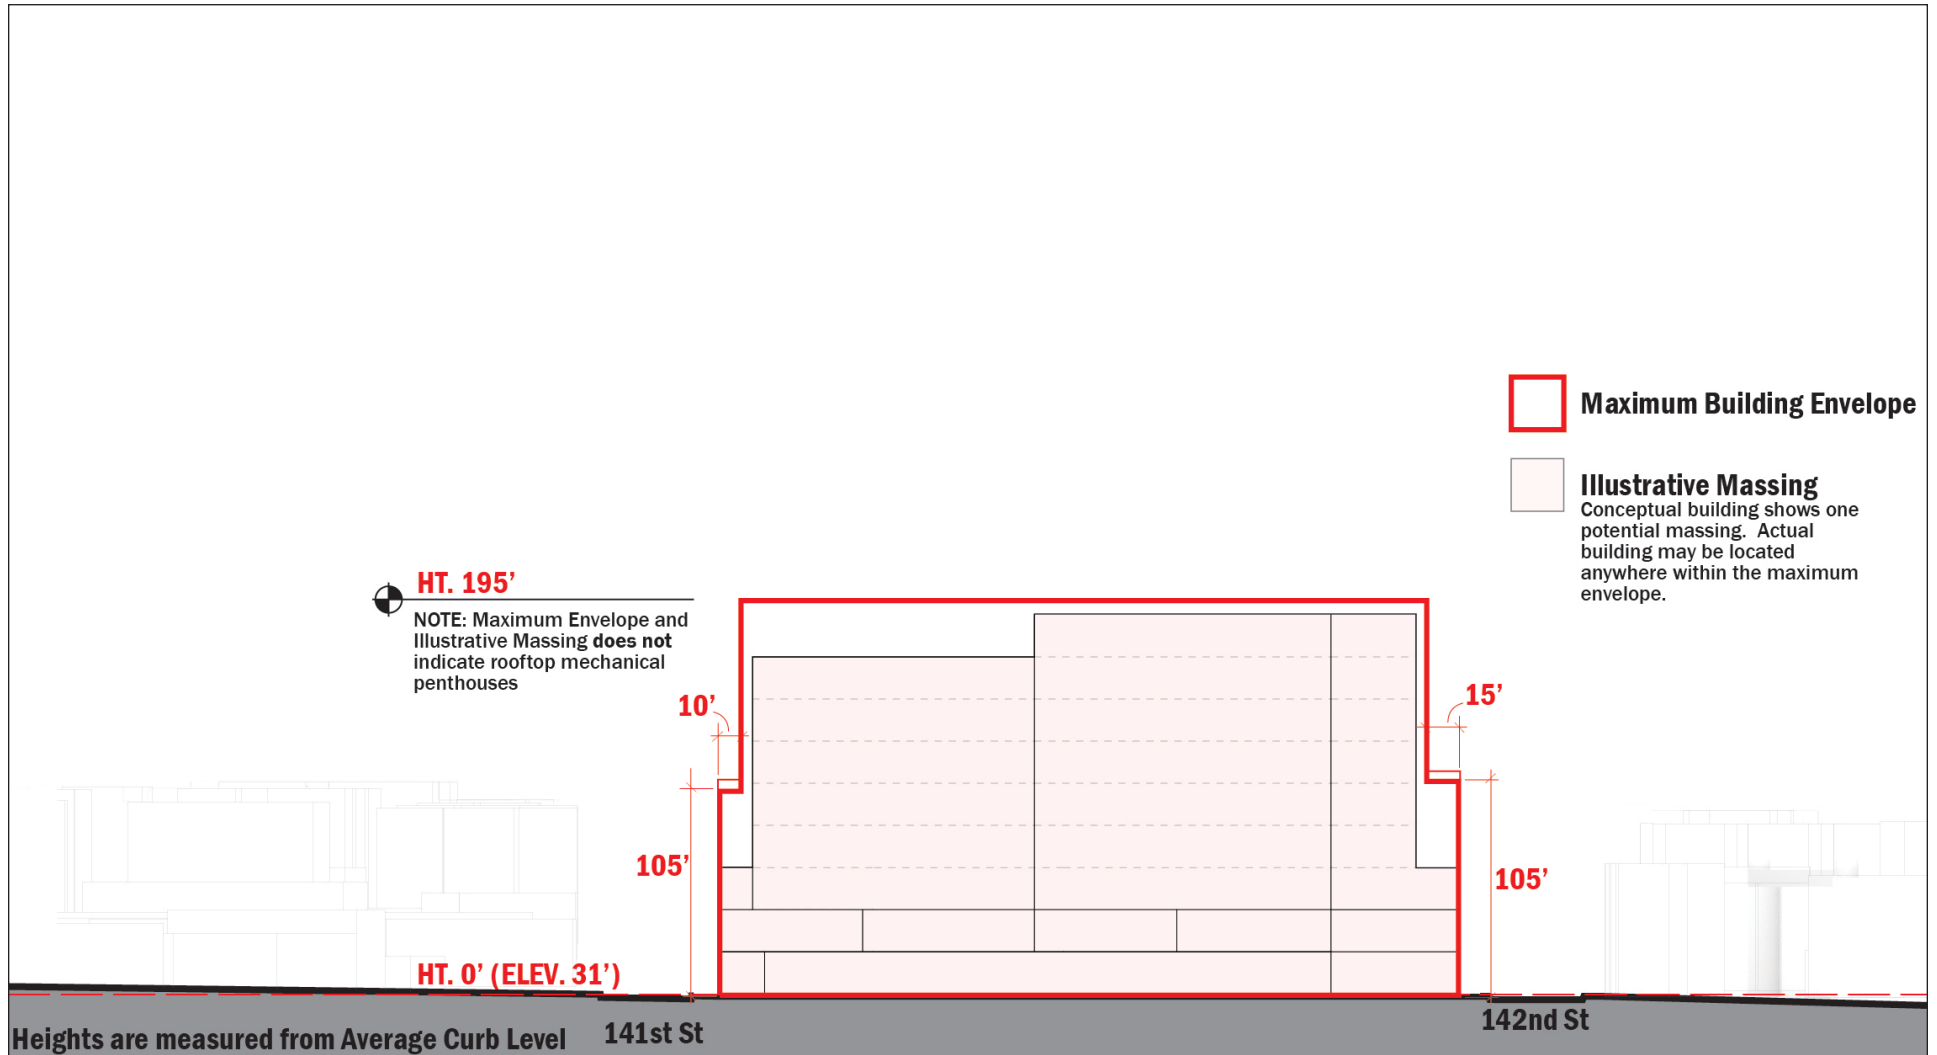 Maximum Building Envelope
Illustrative Massing
Conceptual building shows one
potential massing.  Actual
building may be located
anywhere within the maximum
envelope.
HT. 195’
NOTE: Maximum Envelope and
Illustrative Massing does not
indicate rooftop mechanical
penthouses
10’
15’
105’
105’
HT. 0’ (ELEV. 31’)
Heights are measured from Average Curb Level
141st St
142nd St